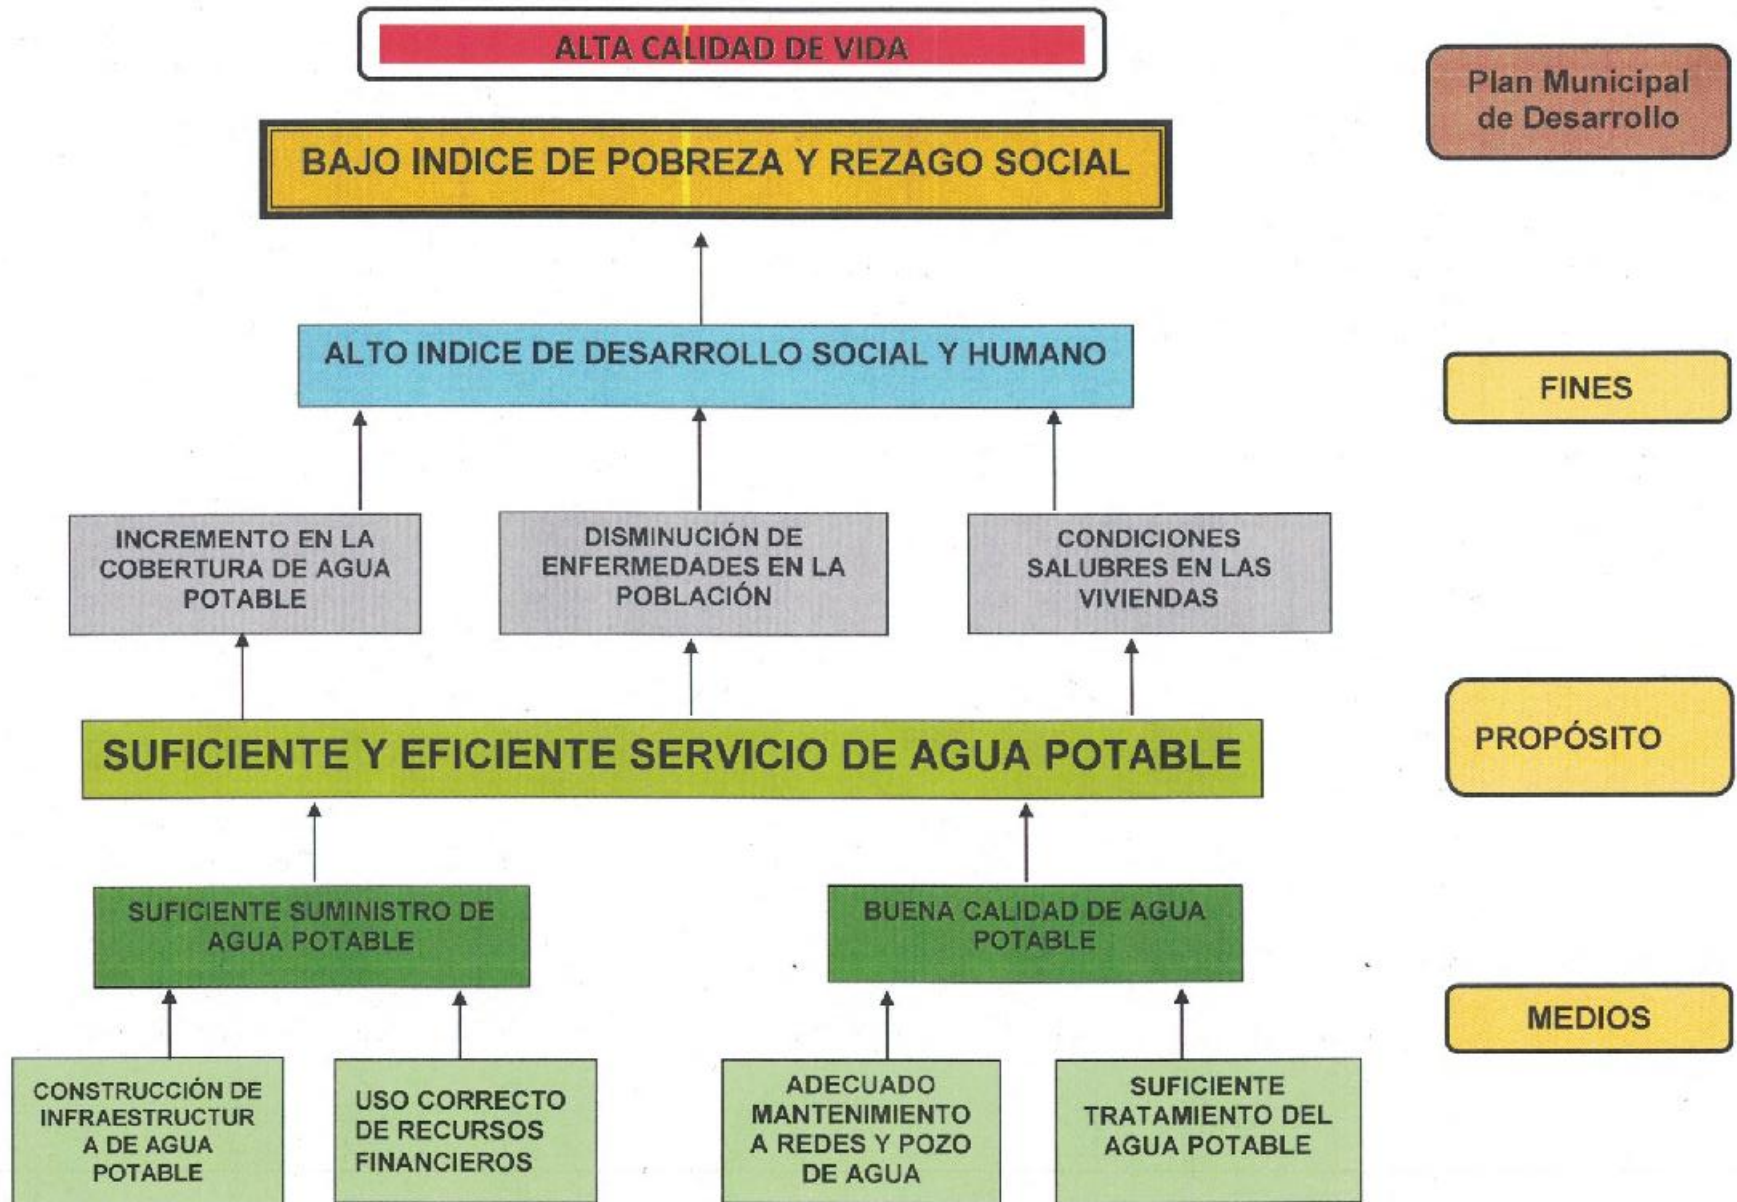 ALTA CALIDAD DE VIDA
Plan Municipal
de Desarrollo
BAJO INDICE DE POBREZA Y REZAGO SOCIAL
ALTO INDICE DE DESARROLLO SOCIAL Y HUMANO
FINES
INCREMENTO EN LA
COBERTURA DE AGUA
POTABLE
DISMINUCIÓN DE
ENFERMEDADES EN LA
POBLACIÓN
CONDICIONES
SALUBRES EN LAS
VIVIENDAS
SUFICIENTE Y EFICIENTE SERVICIO DE AGUA POTABLE
PROPÓSITO
SUFICIENTE SUMINISTRO DE
AGUA POTABLE
BUENA CALIDAD DE AGUA
POTABLE
MEDIOS
CONSTRUCCIÓN DE
INFRAESTRUCTUR
A DE AGUA
POTABLE
USO CORRECTO
DE RECURSOS
FINANCIEROS
ADECUADO
MANTENIMIENTO
A REDES Y POZO
DE AGUA
SUFICIENTE
TRATAMIENTO DEL
AGUA POTABLE